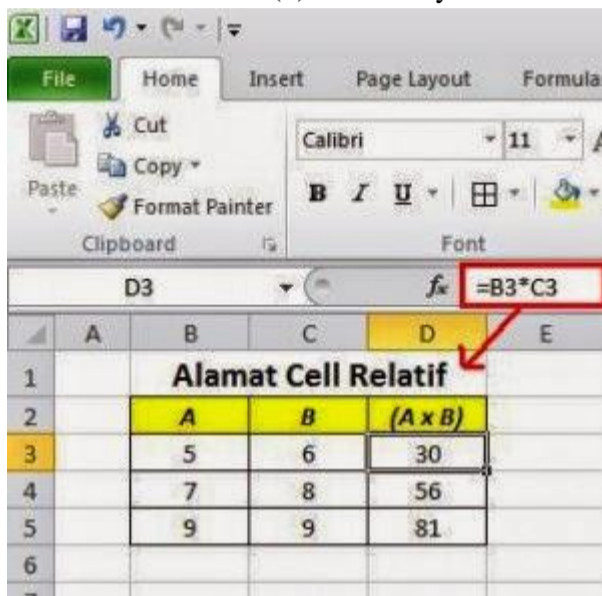 File Home Insert Page Layout Formula
Cut
Calibri 11
Copy
Paste
B I U
Format Painter
Clipboard Font
D3 fx =B3*C3
A B C D E
1 Alamat Cell Relatif
2 A B (A x B)
3 5 6 30
4 7 8 56
5 9 9 81
6